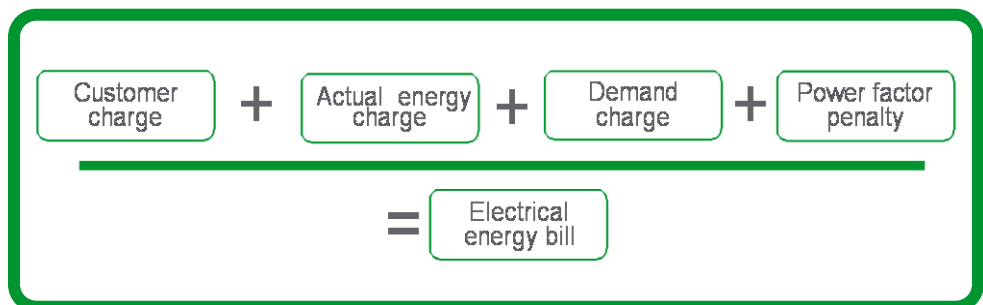 Customer charge + Actual energy charge + Demand charge + Power factor penalty
= Electrical energy bill